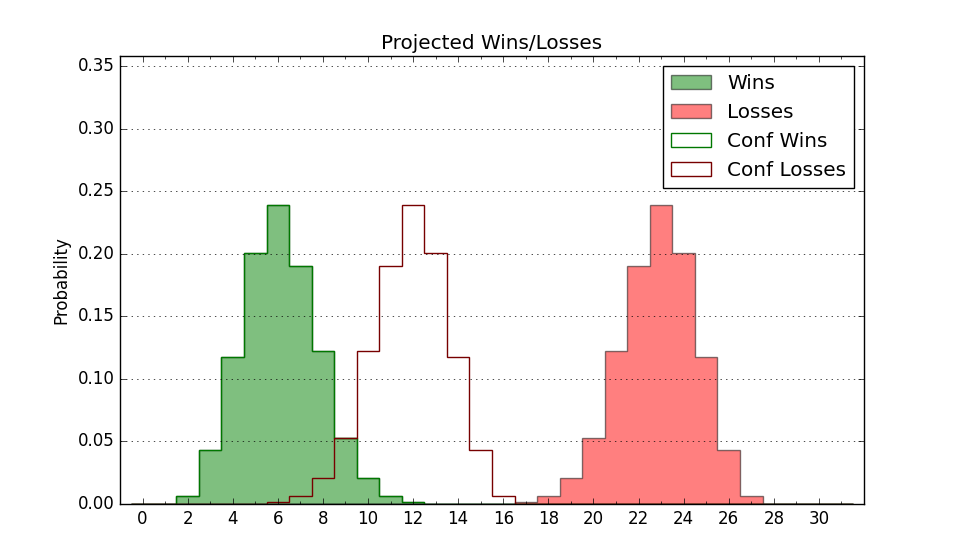 Projected Wins/Losses
0.35
0.30
0.25
0.20
0.15
0.10
0.05
0.00
Probability
Wins
Losses
Conf Wins
Conf Losses
0 2 4 6 8 10 12 14 16 18 20 22 24 26 28 30